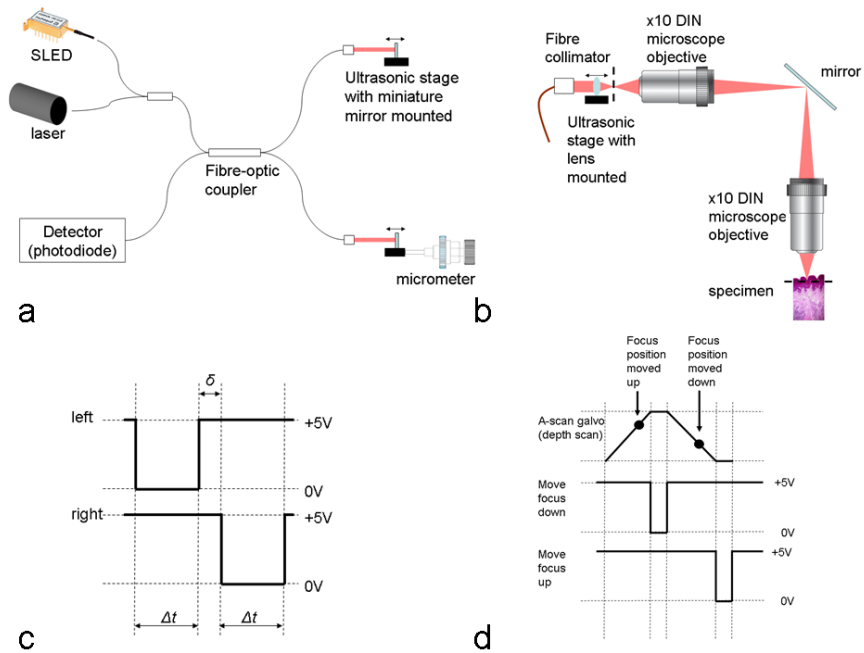 SLED
laser
Ultrasonic stage
with miniature
mirror mounted
Fibre-optic
coupler
Detector
(photodiode)
micrometer
a
x10 DIN
microscope
objective
Fibre
collimator
mirror
Ultrasonic
stage with
lens
mounted
x10 DIN
microscope
objective
specimen
b
δ
left
+5V
0V
right
+5V
0V
Δt
Δt
c
Focus
position
moved
up
Focus
position
moved
down
A-scan galvo
(depth scan)
Move
focus
down
+5V
0V
Move
focus
up
+5V
0V
d